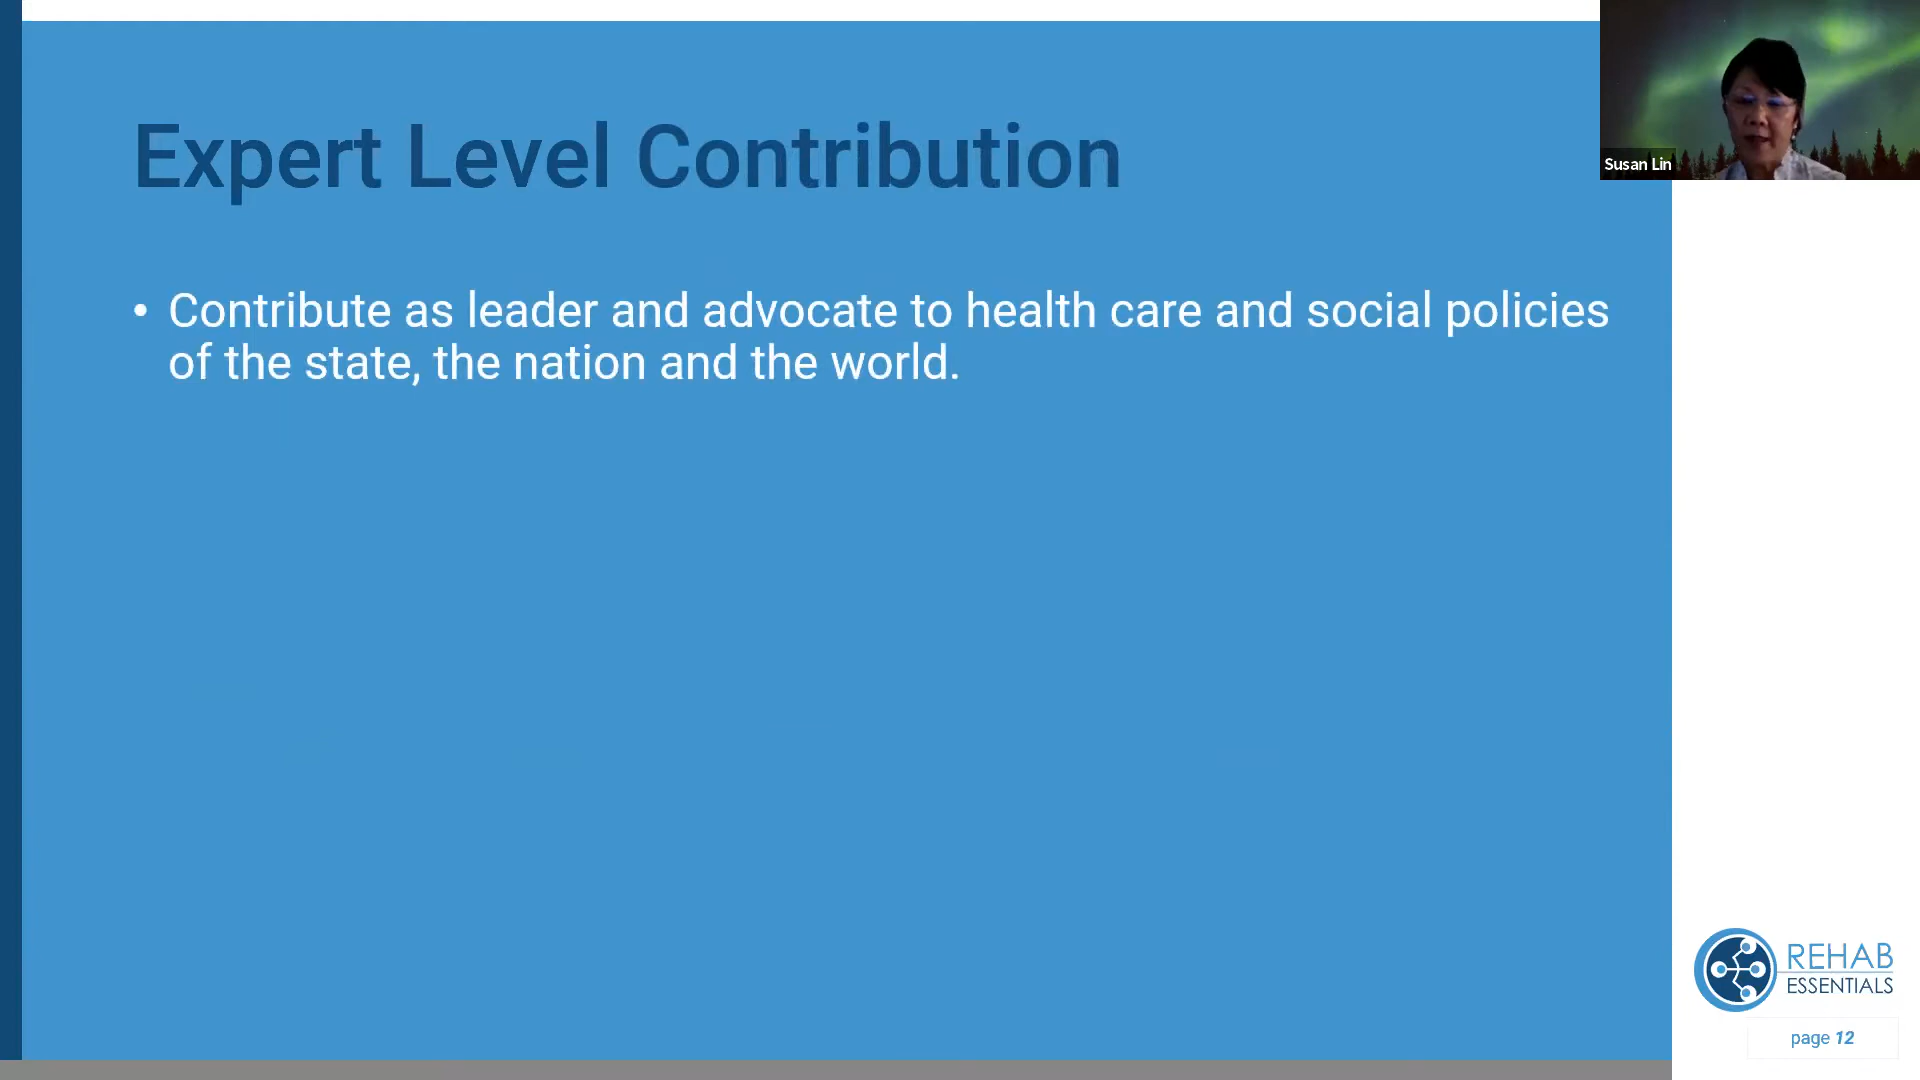 Expert Level Contribution
Susan Lin
• Contribute as leader and advocate to health care and social policies
of the state, the nation and the world.
REHAB
ESSENTIALS
page 12